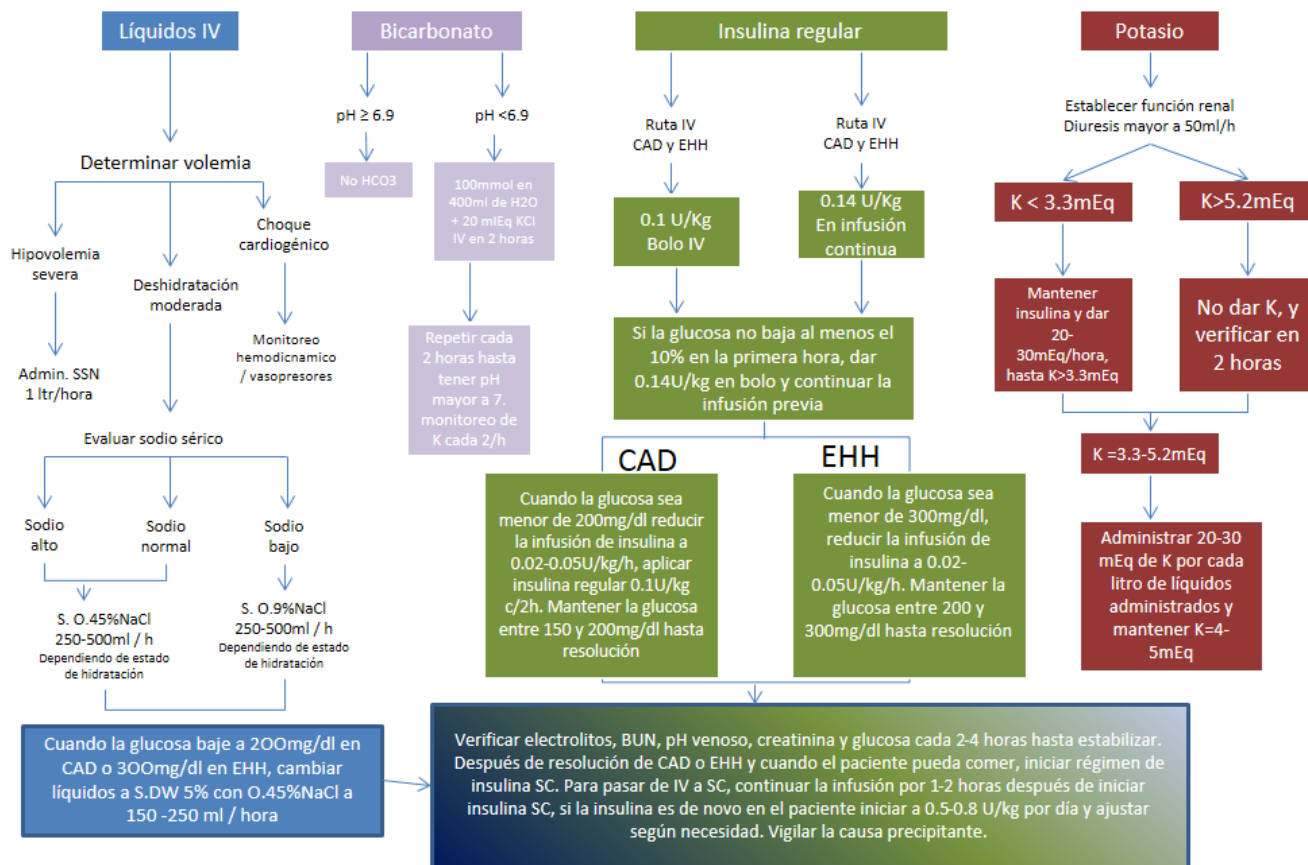 Líquidos IV
Determinar volemia
Hipovolemia
severa
Admin. SSN
1 ltr/hora
Deshidratación
moderada
Choque
cardiogénico
Monitoreo
hemodicnamico
/ vasopresores
Evaluar sodio sérico
Sodio
alto
Sodio
normal
Sodio
bajo
S. O.45%NaCl
250-500ml / h
Dependiendo de estado
de hidratación
S. O.9%NaCl
250-500ml / h
Dependiendo de estado
de hidratación
Cuando la glucosa baje a 2OOmg/dl en
CAD o 3OOmg/dl en EHH, cambiar
líquidos a S.DW 5% con O.45%NaCl a
150 -250 ml / hora
Bicarbonato
pH ≥ 6.9
No HCO3
pH <6.9
100mmol en
400ml de H2O
+ 20 mlEq KCl
IV en 2 horas
Repetir cada
2 horas hasta
tener pH
mayor a 7.
monitoreo de
K cada 2/h
Insulina regular
Ruta IV
CAD y EHH
0.1 U/Kg
Bolo IV
Ruta IV
CAD y EHH
0.14 U/Kg
En infusión
continua
Si la glucosa no baja al menos el
10% en la primera hora, dar
0.14U/kg en bolo y continuar la
infusión previa
CAD
Cuando la glucosa sea
menor de 200mg/dl reducir
la infusión de insulina a
0.02-0.05U/kg/h, aplicar
insulina regular 0.1U/kg
c/2h. Mantener la glucosa
entre 150 y 200mg/dl hasta
resolución
EHH
Cuando la glucosa sea
menor de 300mg/dl,
reducir la infusión de
insulina a 0.02-
0.05U/kg/h. Mantener la
glucosa entre 200 y
300mg/dl hasta resolución
Potasio
Establecer función renal
Diuresis mayor a 50ml/h
K < 3.3mEq
Mantener
insulina y dar
20-
30mEq/hora,
hasta K>3.3mEq
K>5.2mEq
No dar K, y
verificar en
2 horas
K =3.3-5.2mEq
Administrar 20-30
mEq de K por cada
litro de líquidos
administrados y
mantener K=4-
5mEq
Verificar electrolitos, BUN, pH venoso, creatinina y glucosa cada 2-4 horas hasta estabilizar.
Después de resolución de CAD o EHH y cuando el paciente pueda comer, iniciar régimen de
insulina SC. Para pasar de IV a SC, continuar la infusión por 1-2 horas después de iniciar
insulina SC, si la insulina es de novo en el paciente iniciar a 0.5-0.8 U/kg por día y ajustar
según necesidad. Vigilar la causa precipitante.